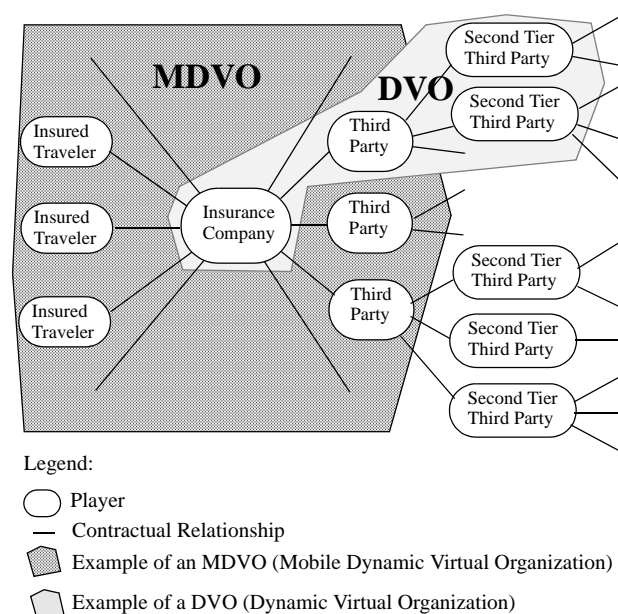 MDVO
DVO
Second Tier
Third Party
Second Tier
Third Party
Insured
Traveler
Third
Party
Insured
Traveler
Insurance
Company
Third
Party
Insured
Traveler
Third
Party
Second Tier
Third Party
Second Tier
Third Party
Second Tier
Third Party
Legend:
Player
Contractual Relationship
Example of an MDVO (Mobile Dynamic Virtual Organization)
Example of a DVO (Dynamic Virtual Organization)